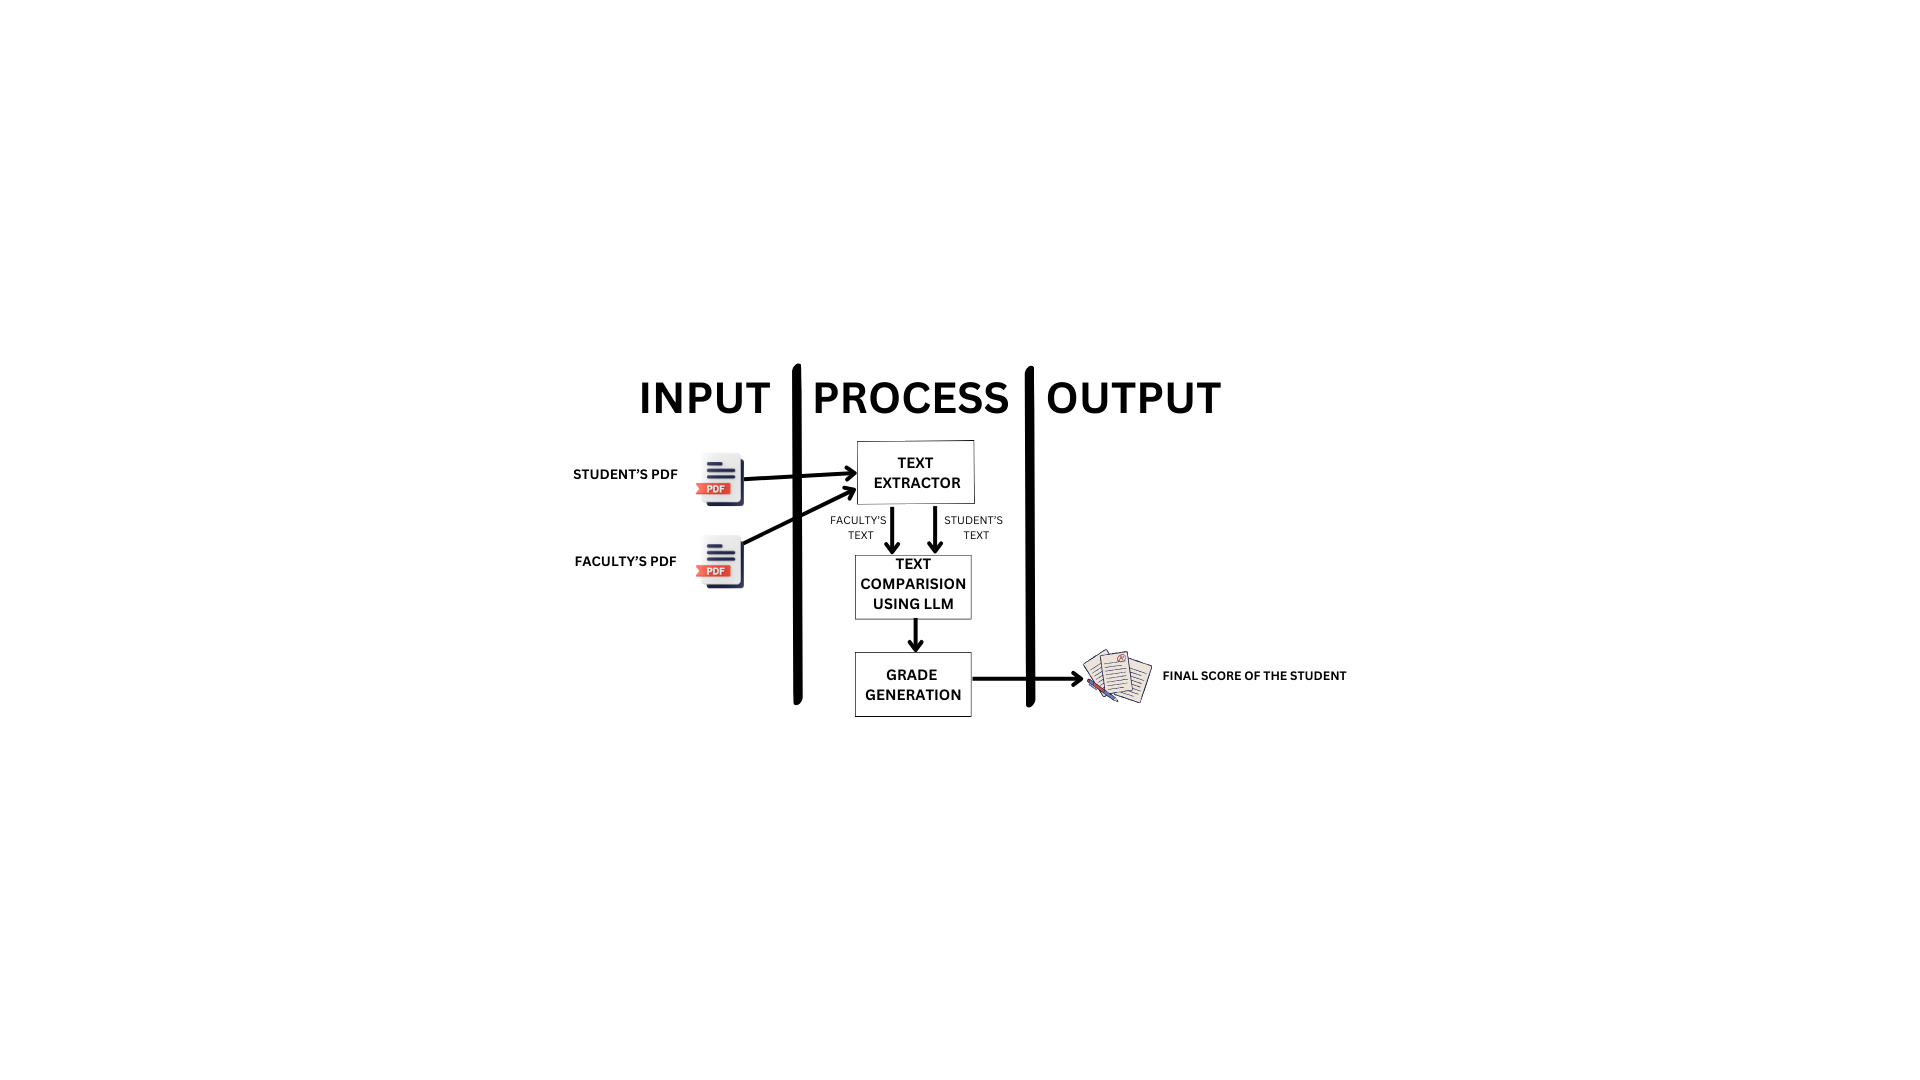 INPUT
PROCESS
OUTPUT
STUDENT'S PDF
PDF
FACULTY'S PDF
PDF
TEXT
EXTRACTOR
FACULTY'S
TEXT
STUDENT'S
TEXT
TEXT
COMPARISION
USING LLM
GRADE
GENERATION
FINAL SCORE OF THE STUDENT